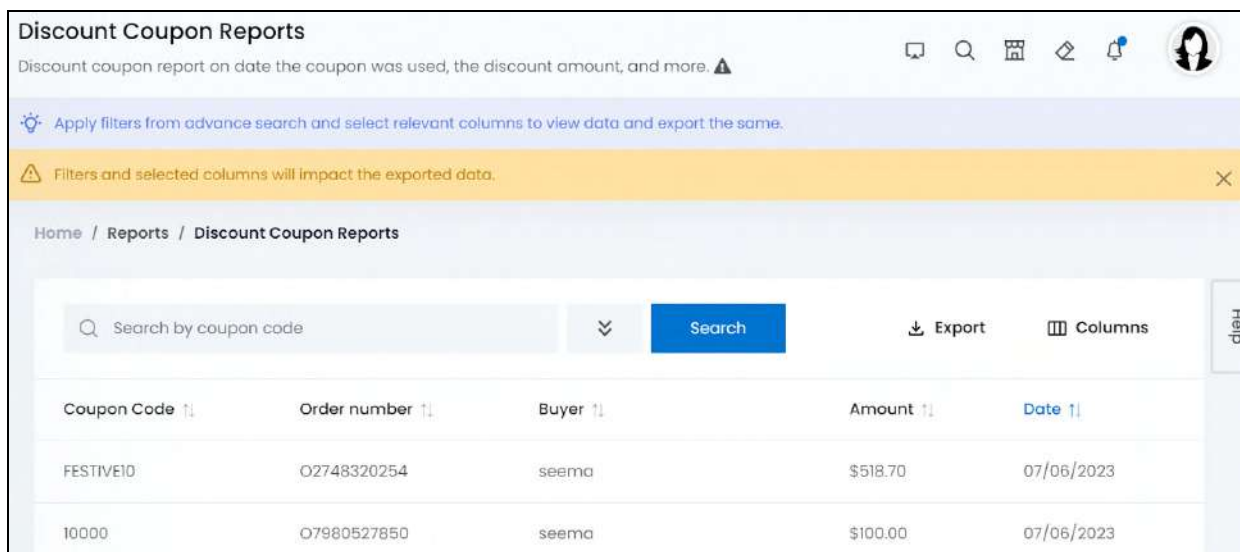 Discount Coupon Reports
Discount coupon report on date the coupon was used, the discount amount, and more.
Apply filters from advance search and select relevant columns to view data and export the same.
Filters and selected columns will impact the exported data.
Home / Reports / Discount Coupon Reports
Search by coupon code Search Export Columns
Help
Coupon Code Order number Buyer Amount Date
FESTIVE10 O2748320254 seema $518.70 07/06/2023
10000 O7980527850 seema $100.00 07/06/2023